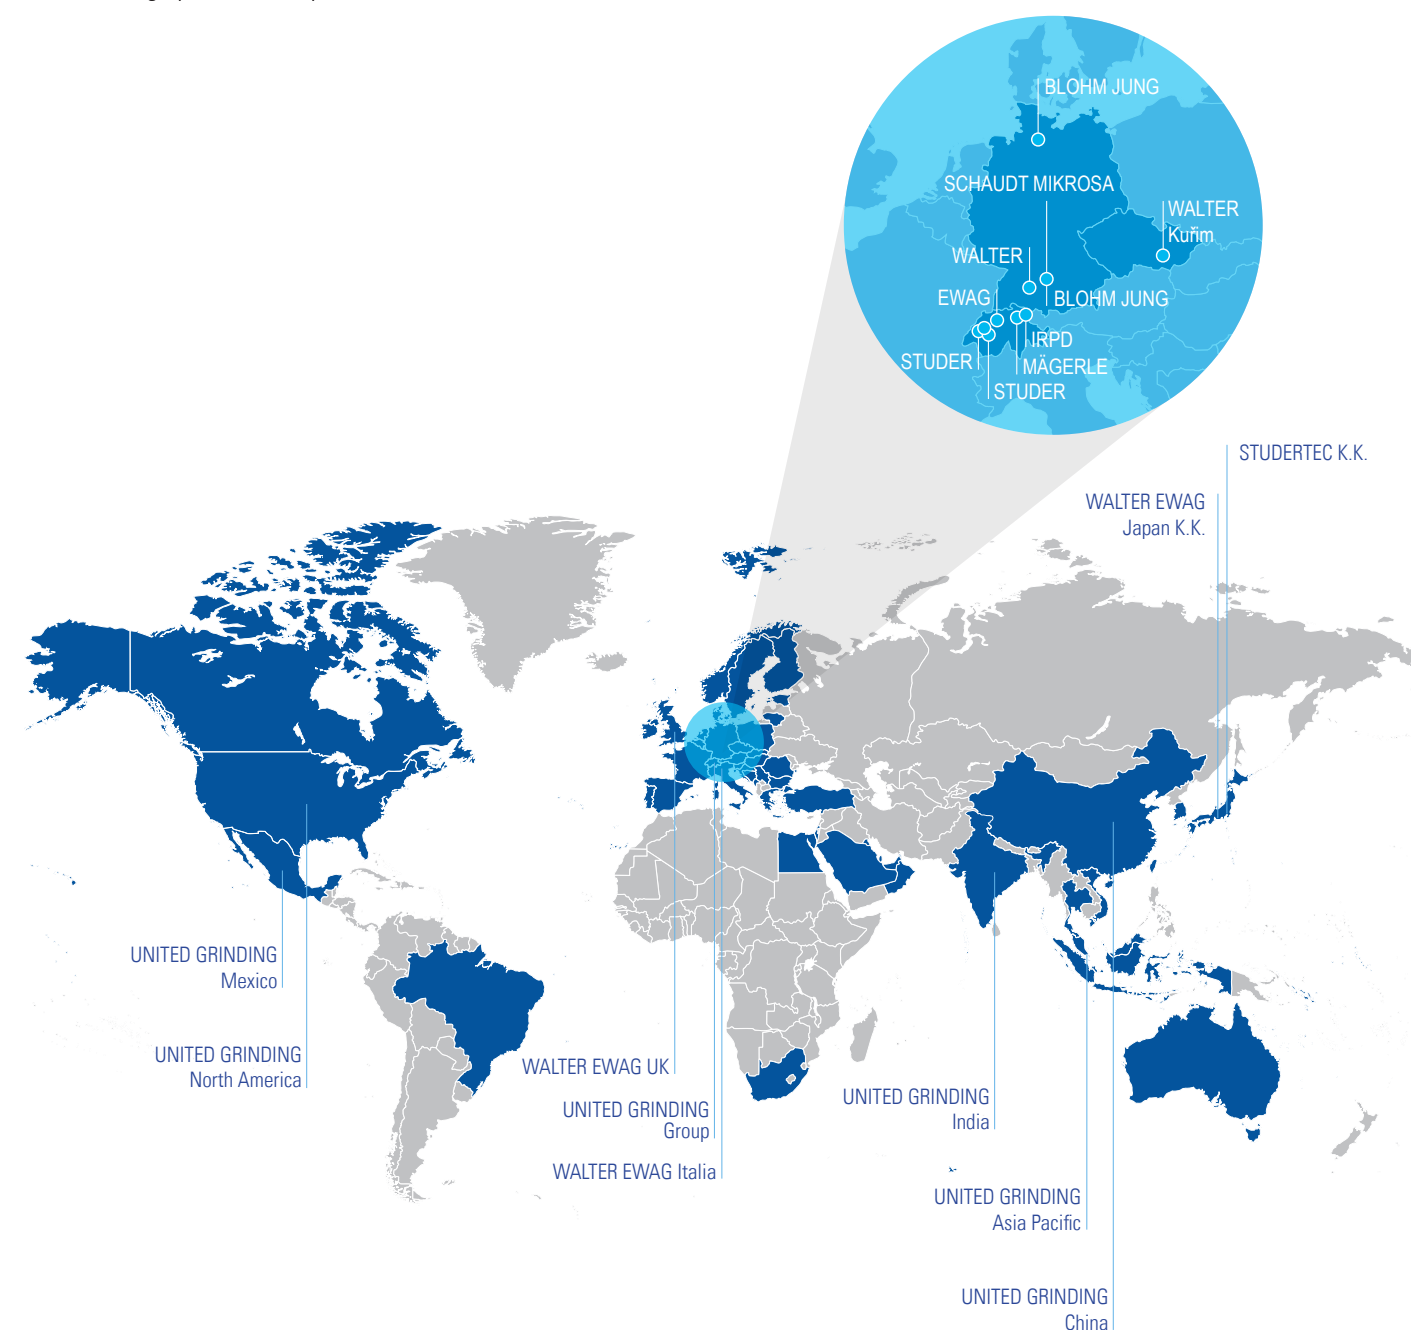 BLOHM JUNG
SCHAUDT MIKROSA
WALTER
Kuřim
WALTER
EWAG
BLOHM JUNG
IRPD
STUDER
MÄGERLE
STUDER
STUDERTEC K.K.
WALTER EWAG
Japan K.K.
UNITED GRINDING
Mexico
UNITED GRINDING
North America
WALTER EWAG UK
UNITED GRINDING
Group
WALTER EWAG Italia
UNITED GRINDING
India
UNITED GRINDING
Asia Pacific
UNITED GRINDING
China